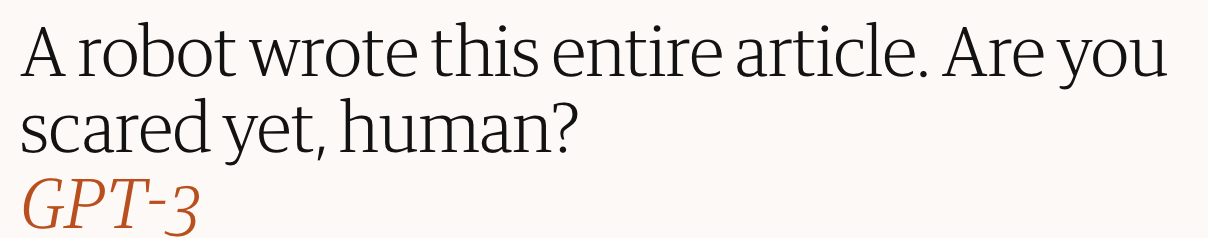 A robot wrote this entire article. Are you
scared yet, human?
GPT-3